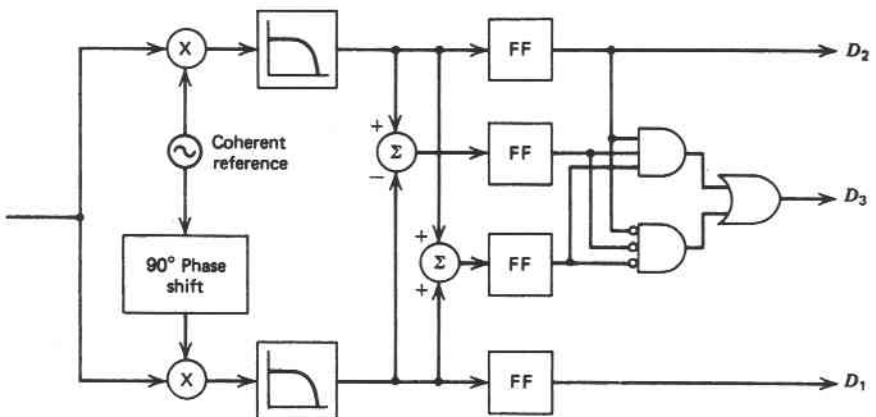 X
FF
D₂
Coherent
reference
+
Σ
−
FF
D₃
+
Σ
+
FF
90° Phase
shift
X
FF
D₁